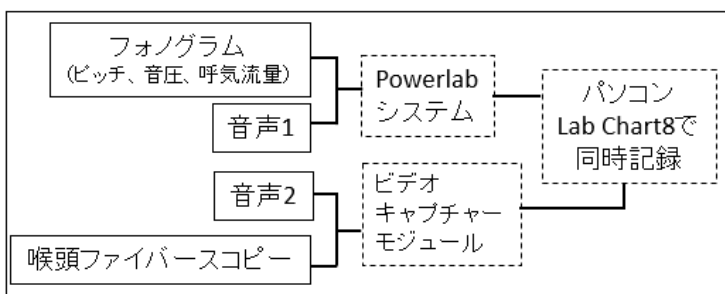 フォノグラム
(ピッチ、音圧、呼気流量)
音声1
Powerlab
システム
パソコン
Lab Chart8で
同時記録
音声2
喉頭ファイバースコピー
ビデオ
キャプチャー
モジュール